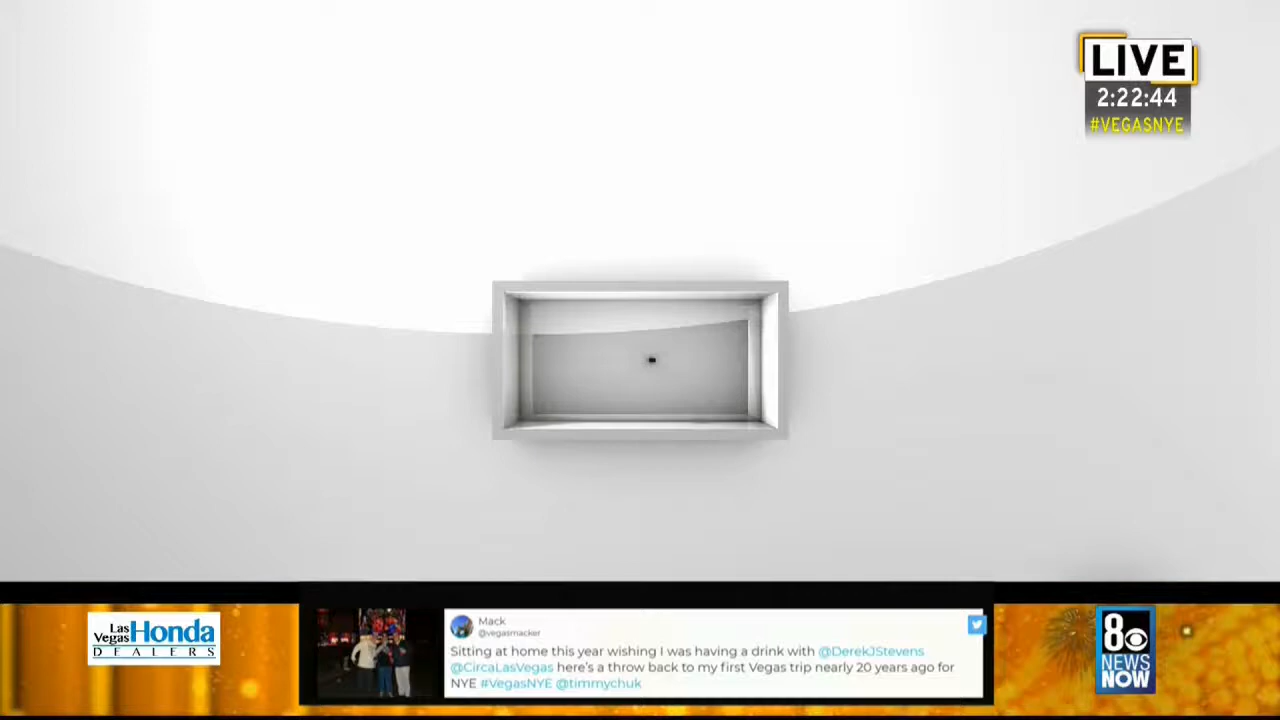 LIVE
2:22:44
#VEGASNYE
Las
Vegas Honda
DEALERS
Mack
@vegasmacker
Sitting at home this year wishing I was having a drink with @DerekJStevens
@CircaLasVegas here's a throw back to my first Vegas trip nearly 20 years ago for
NYE #VegasNYE @timmychuk
8
NEWS
NOW